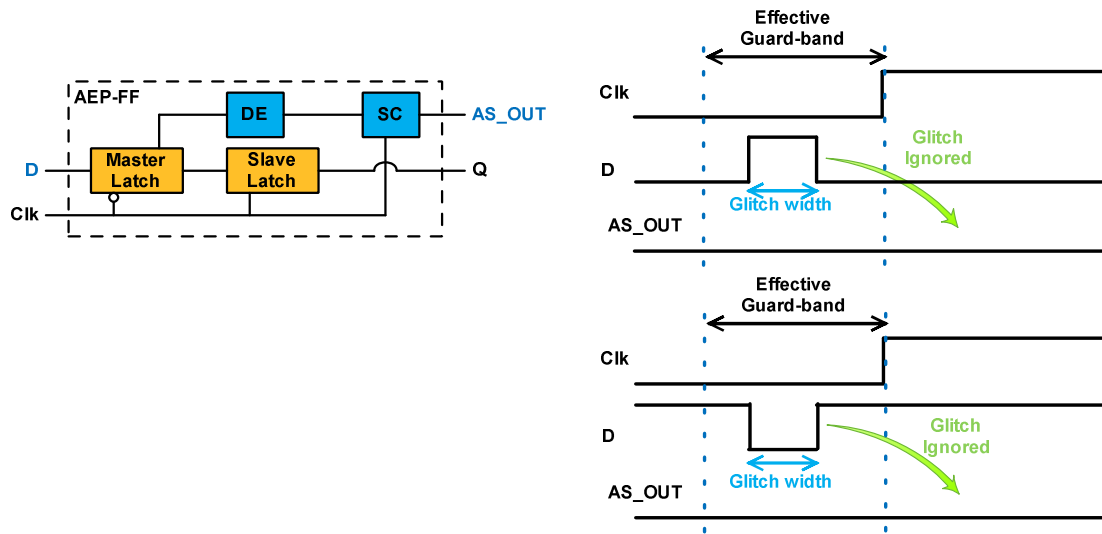 AEP-FF
DE
SC
AS_OUT
D
Master
Latch
Slave
Latch
Q
Clk
Effective
Guard-band
Clk
D
Glitch
Ignored
Glitch width
AS_OUT
Effective
Guard-band
Clk
D
Glitch
Ignored
Glitch width
AS_OUT